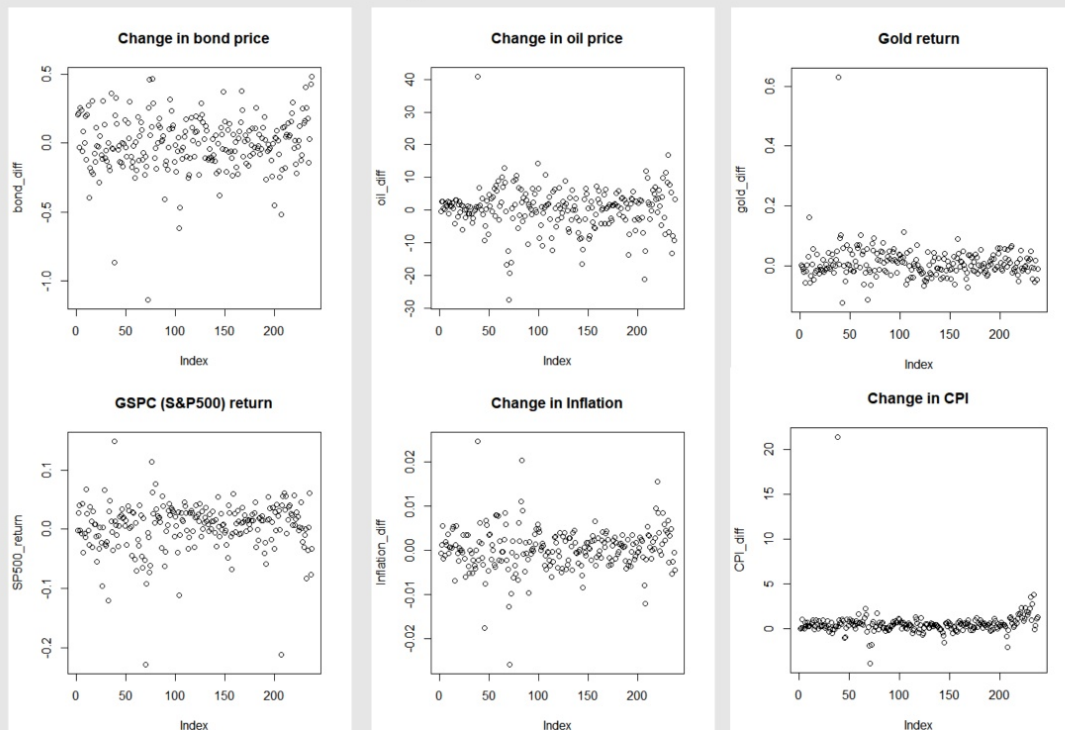 Change in bond price
bond_diff
0.5
0.0
-0.5
-1.0
0 50 100 150 200
Index
Change in oil price
oil_diff
40
30
20
10
0
-10
-20
-30
0 50 100 150 200
Index
Gold return
gold_diff
0.6
0.4
0.2
0.0
0 50 100 150 200
Index
GSPC (S&P500) return
SP500_return
0.1
0.0
-0.1
-0.2
0 50 100 150 200
Index
Change in Inflation
Inflation_diff
0.02
0.01
0.00
-0.01
-0.02
0 50 100 150 200
Index
Change in CPI
CPI_diff
20
15
10
5
0
0 50 100 150 200
Index